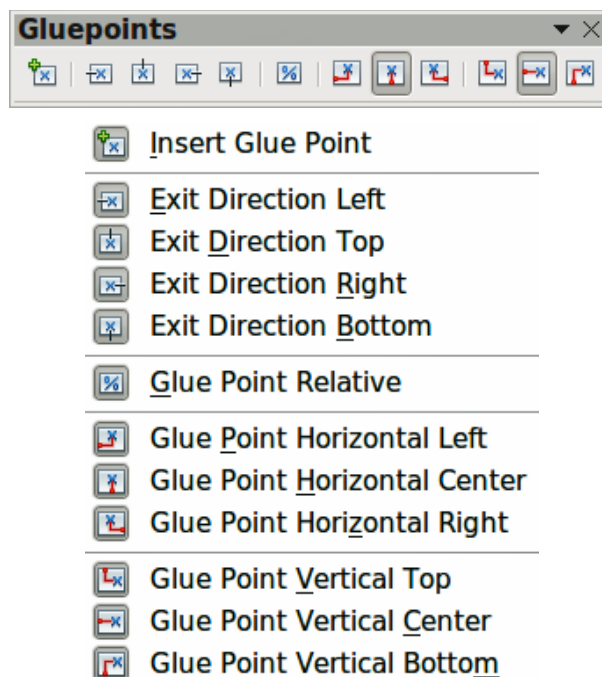 Gluepoints
Insert Glue Point
Exit Direction Left
Exit Direction Top
Exit Direction Right
Exit Direction Bottom
Glue Point Relative
Glue Point Horizontal Left
Glue Point Horizontal Center
Glue Point Horizontal Right
Glue Point Vertical Top
Glue Point Vertical Center
Glue Point Vertical Bottom